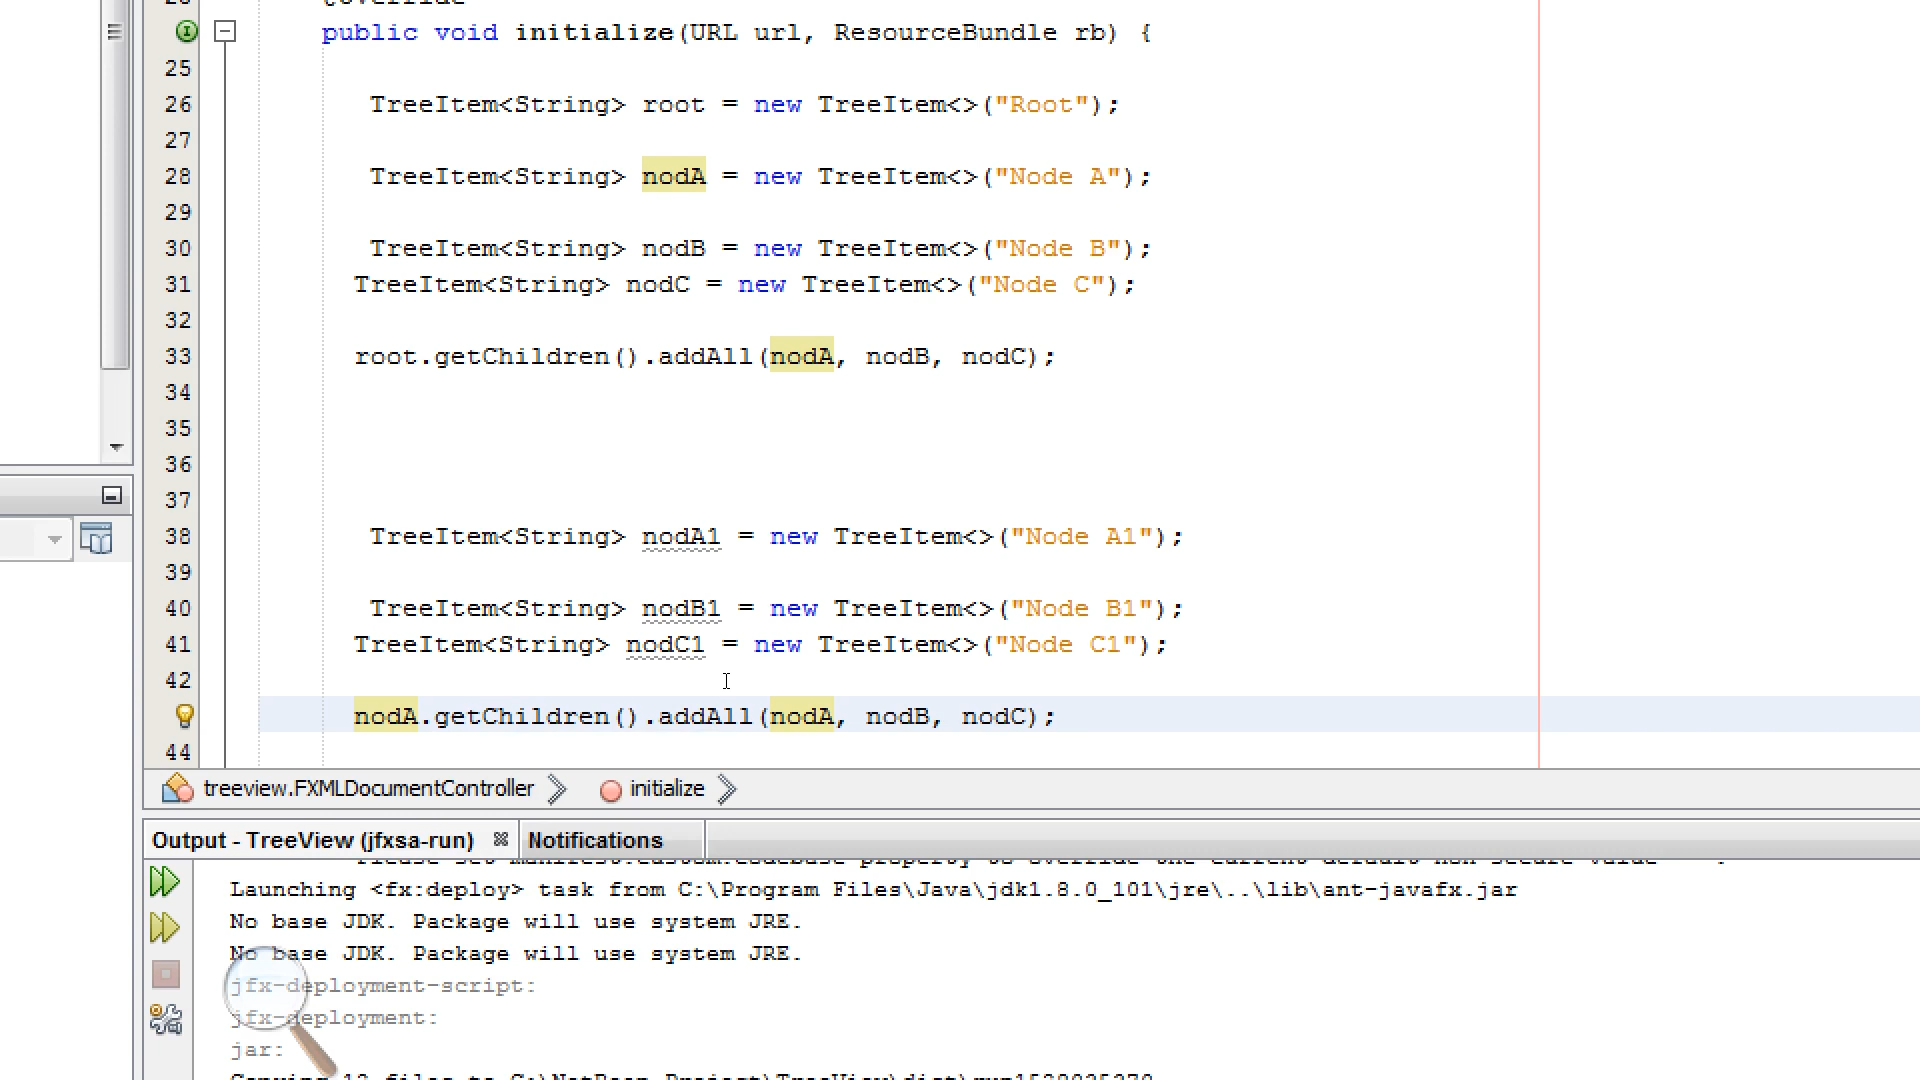 public void initialize(URL url, ResourceBundle rb) {
25
26 TreeItem<String> root = new TreeItem<>("Root");
27
28 TreeItem<String> nodA = new TreeItem<>("Node A");
29
30 TreeItem<String> nodB = new TreeItem<>("Node B");
31 TreeItem<String> nodC = new TreeItem<>("Node C");
32
33 root.getChildren().addAll(nodA, nodB, nodC);
34
35
36
37
38 TreeItem<String> nodA1 = new TreeItem<>("Node A1");
39
40 TreeItem<String> nodB1 = new TreeItem<>("Node B1");
41 TreeItem<String> nodC1 = new TreeItem<>("Node C1");
42
nodA.getChildren().addAll(nodA, nodB, nodC);
44
treeview.FXMLDocumentController initialize
Output - TreeView (jfxsa-run) Notifications
Launching <fx:deploy> task from C:\Program Files\Java\jdk1.8.0_101\jre\..\lib\ant-javafx.jar
No base JDK. Package will use system JRE.
No base JDK. Package will use system JRE.
jfx-deployment-script:
jfx-deployment:
jar: